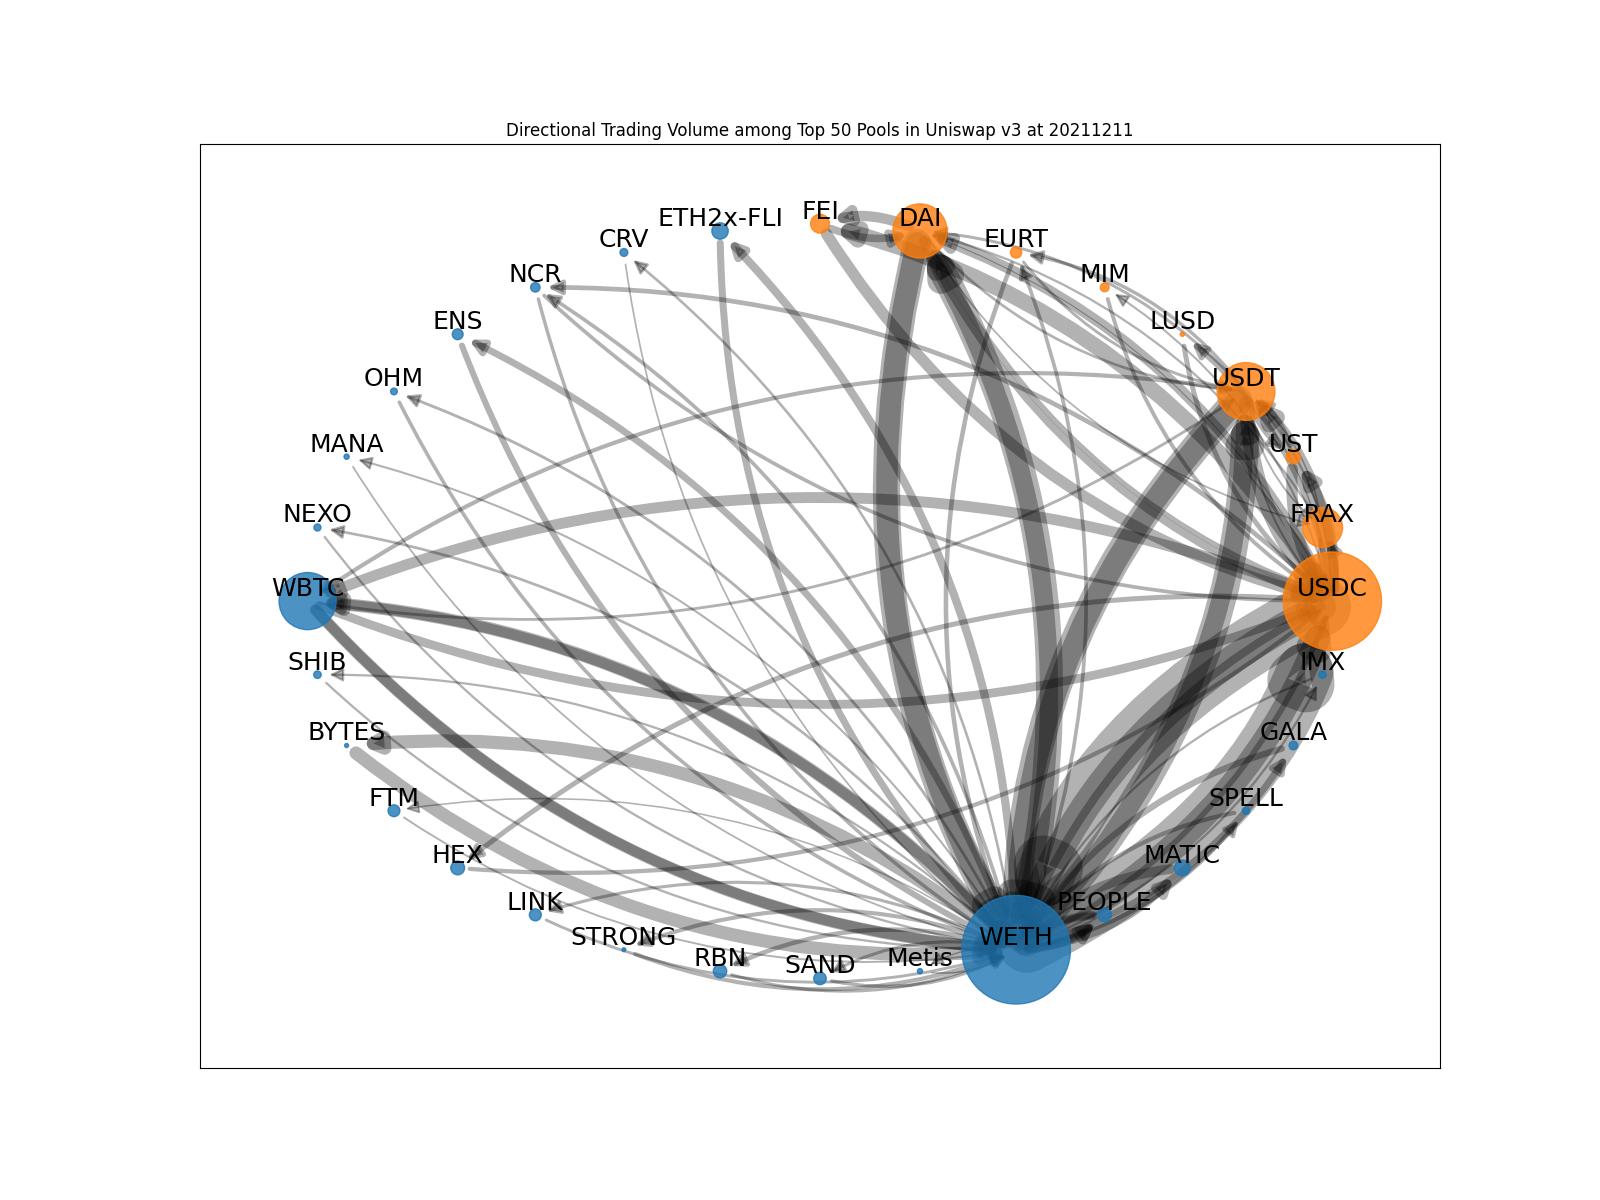 Directional Trading Volume among Top 50 Pools in Uniswap v3 at 20211211
FEI
DAI
ETH2x-FLI
EURT
CRV
MIM
NCR
LUSD
ENS
USDT
OHM
UST
MANA
FRAX
NEXO
USDC
WBTC
IMX
SHIB
GALA
BYTES
SPELL
FTM
MATIC
HEX
PEOPLE
LINK
WETH
STRONG
RBN
SAND
Metis